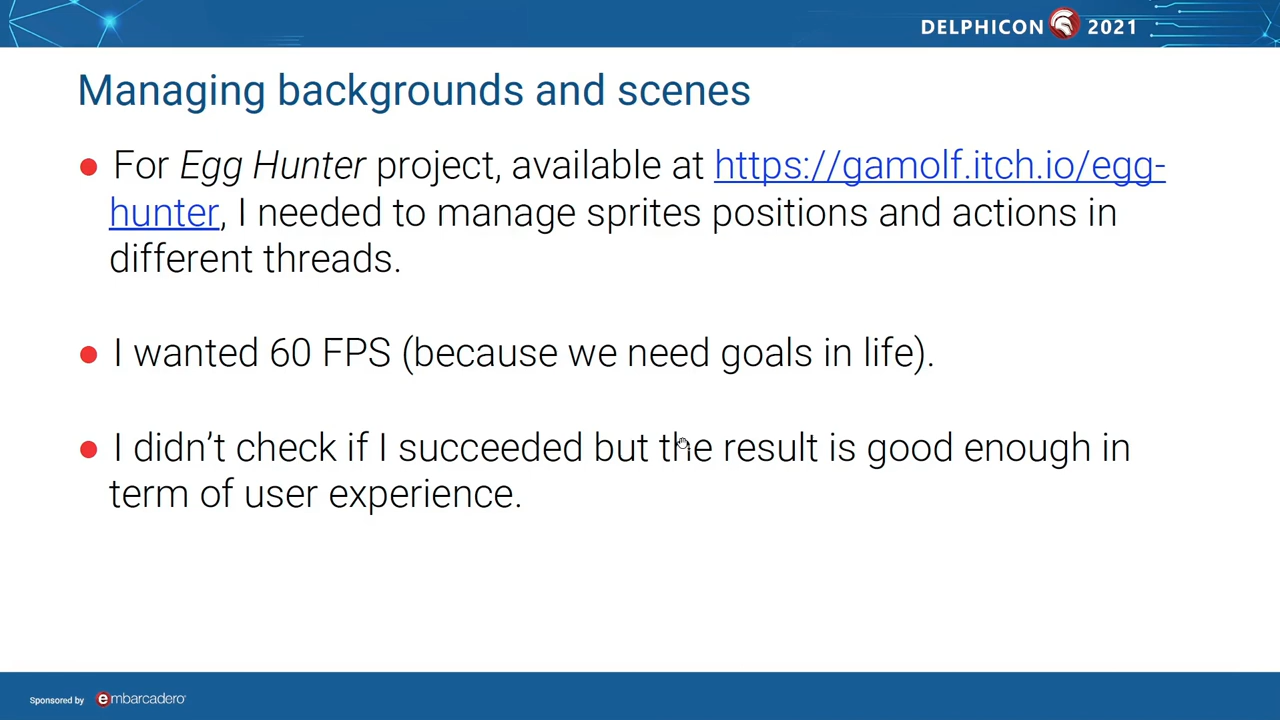 DELPHICON 2021
Managing backgrounds and scenes
● For Egg Hunter project, available at https://gamolf.itch.io/egg-
hunter, I needed to manage sprites positions and actions in
different threads.
● I wanted 60 FPS (because we need goals in life).
● I didn’t check if I succeeded but the result is good enough in
term of user experience.
Sponsored by embarcadero